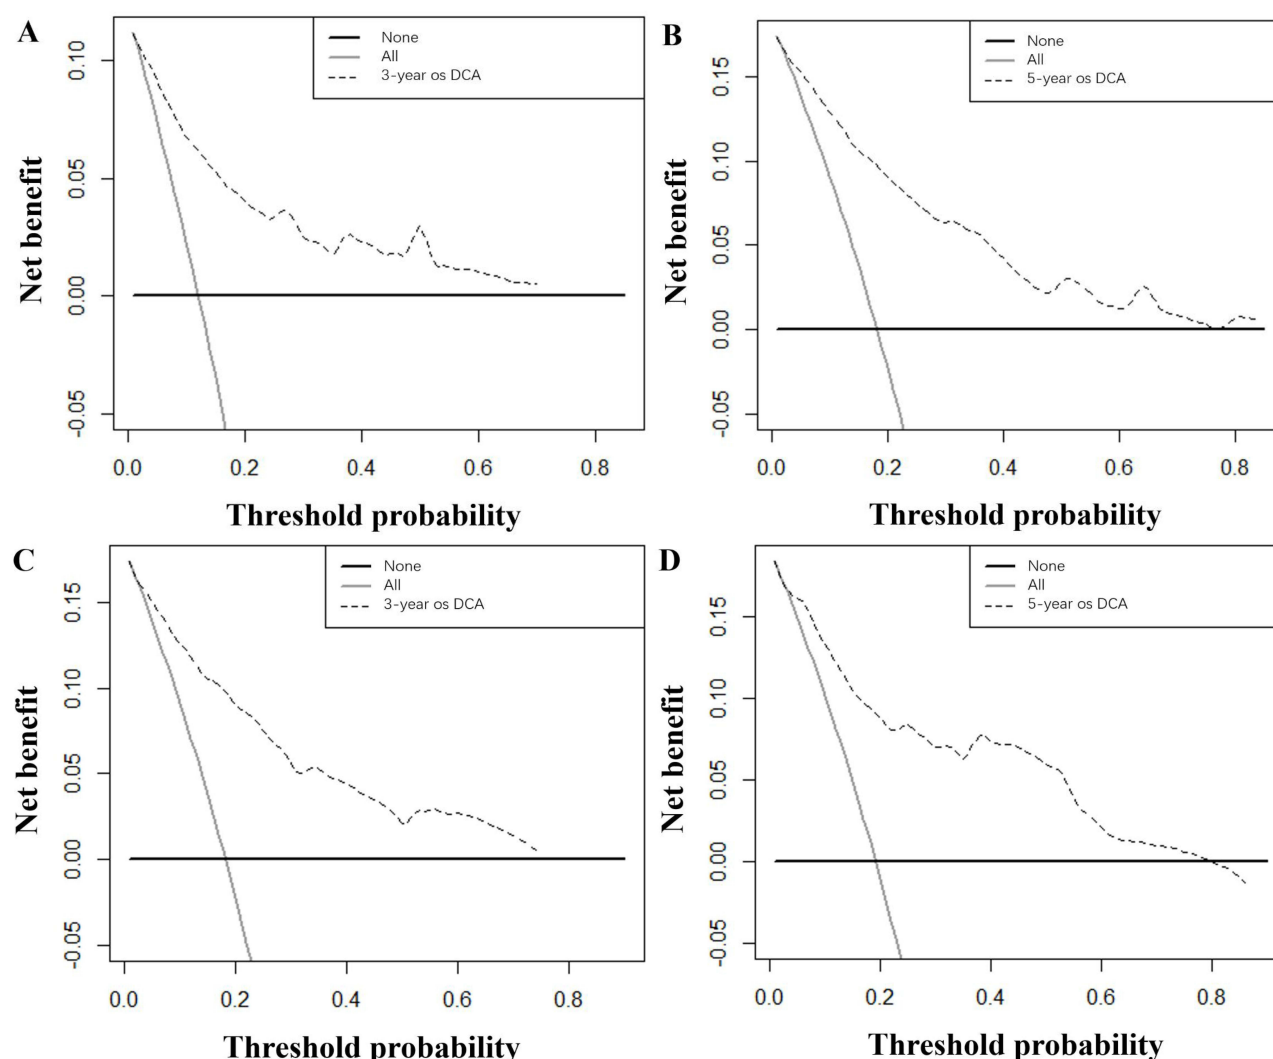 A
None
All
3-year os DCA
Net benefit
0.10
0.05
0.00
-0.05
0.0 0.2 0.4 0.6 0.8
Threshold probability
B
None
All
5-year os DCA
Net benefit
0.15
0.10
0.05
0.00
-0.05
0.0 0.2 0.4 0.6 0.8
Threshold probability
C
None
All
3-year os DCA
Net benefit
0.15
0.10
0.05
0.00
-0.05
0.0 0.2 0.4 0.6 0.8
Threshold probability
D
None
All
5-year os DCA
Net benefit
0.15
0.10
0.05
0.00
-0.05
0.0 0.2 0.4 0.6 0.8
Threshold probability